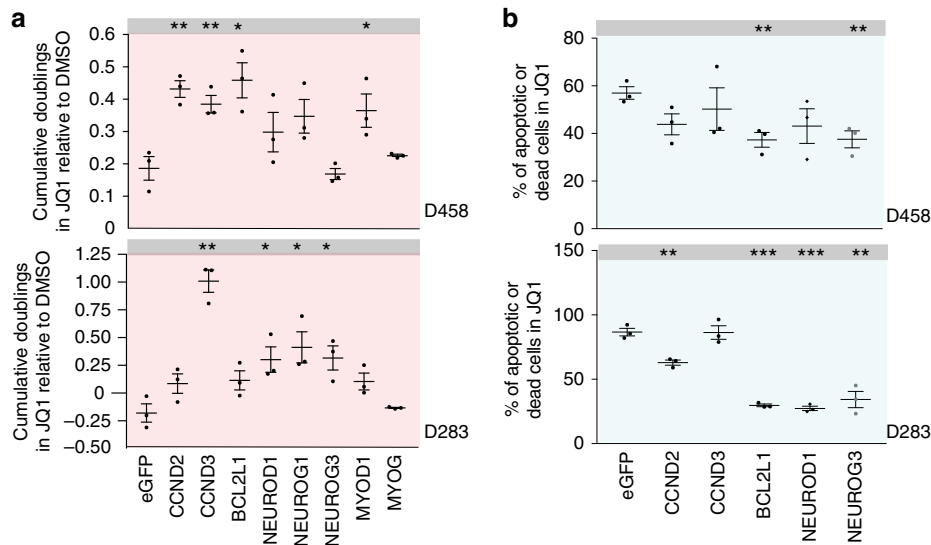 a
** ** * *
Cumulative doublings
in JQ1 relative to DMSO
0.6
0.5
0.4
0.3
0.2
0.1
0
D458
** * * *
Cumulative doublings
in JQ1 relative to DMSO
1.25
1.00
0.75
0.50
0.25
0
−0.25
−0.50
D283
eGFP
CCND2
CCND3
BCL2L1
NEUROD1
NEUROG1
NEUROG3
MYOD1
MYOG
b
** **
% of apoptotic or
dead cells in JQ1
80
60
40
20
0
D458
** *** *** **
% of apoptotic or
dead cells in JQ1
150
100
50
0
D283
eGFP
CCND2
CCND3
BCL2L1
NEUROD1
NEUROG3